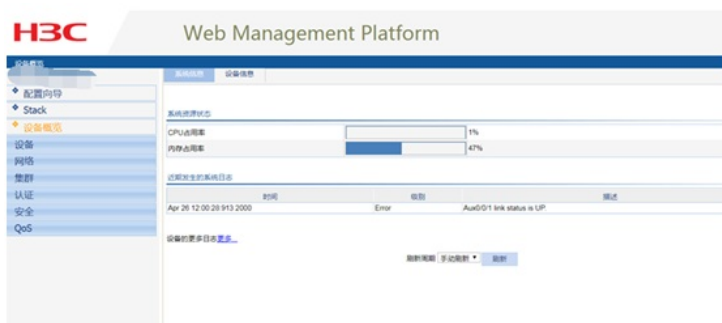 H3C
Web Management Platform
设备概览
系统信息 设备信息
配置向导
Stack
设备概览
设备
网络
集群
认证
安全
QoS
系统资源状态
CPU占用率 1%
内存占用率 47%
近期发生的系统日志
时间 级别 描述
Apr 26 12:00:28:913 2000 Error Aux0/0/1 link status is UP.
设备的更多日志更多...
刷新周期 手动刷新 刷新